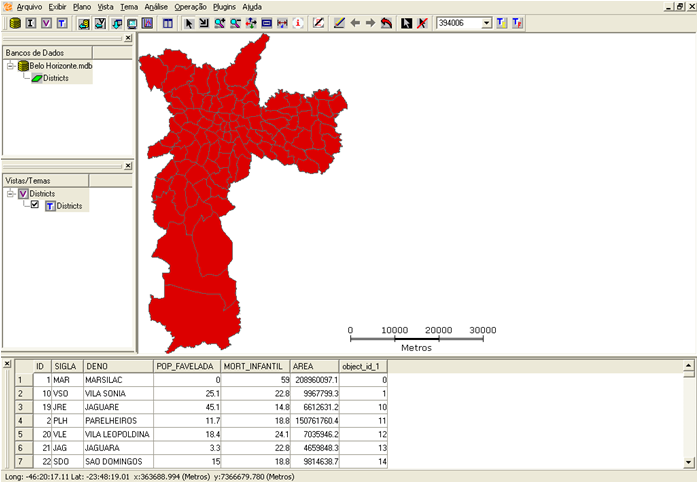 Arquivo Exibir Plano Vista Tema Análise Operação Plugins Ajuda
394006
Bancos de Dados
Belo Horizonte.mdb
Districts
Vistas/Temas
Districts
Districts
0 10000 20000 30000
Metros
ID SIGLA DENO POP_FAVELADA MORT_INFANTIL AREA object_id_1
1 1 MAR MARSILAC 0 59 208960097.1 0
2 10 VSO VILA SONIA 25.1 22.8 9967799.3 1
3 19 JRE JAGUARE 45.1 14.8 6612631.2 10
4 2 PLH PARELHEIROS 11.7 18.8 150761760.4 11
5 20 VLE VILA LEOPOLDINA 18.4 24.1 7035946.2 12
6 21 JAG JAGUARA 3.3 22.8 4659848.3 13
7 22 SDO SAO DOMINGOS 15 18.8 9814638.7 14
Long: -46:20:17.11 Lat: -23:48:19.01 x:363688.994 (Metros) y:7366679.780 (Metros)